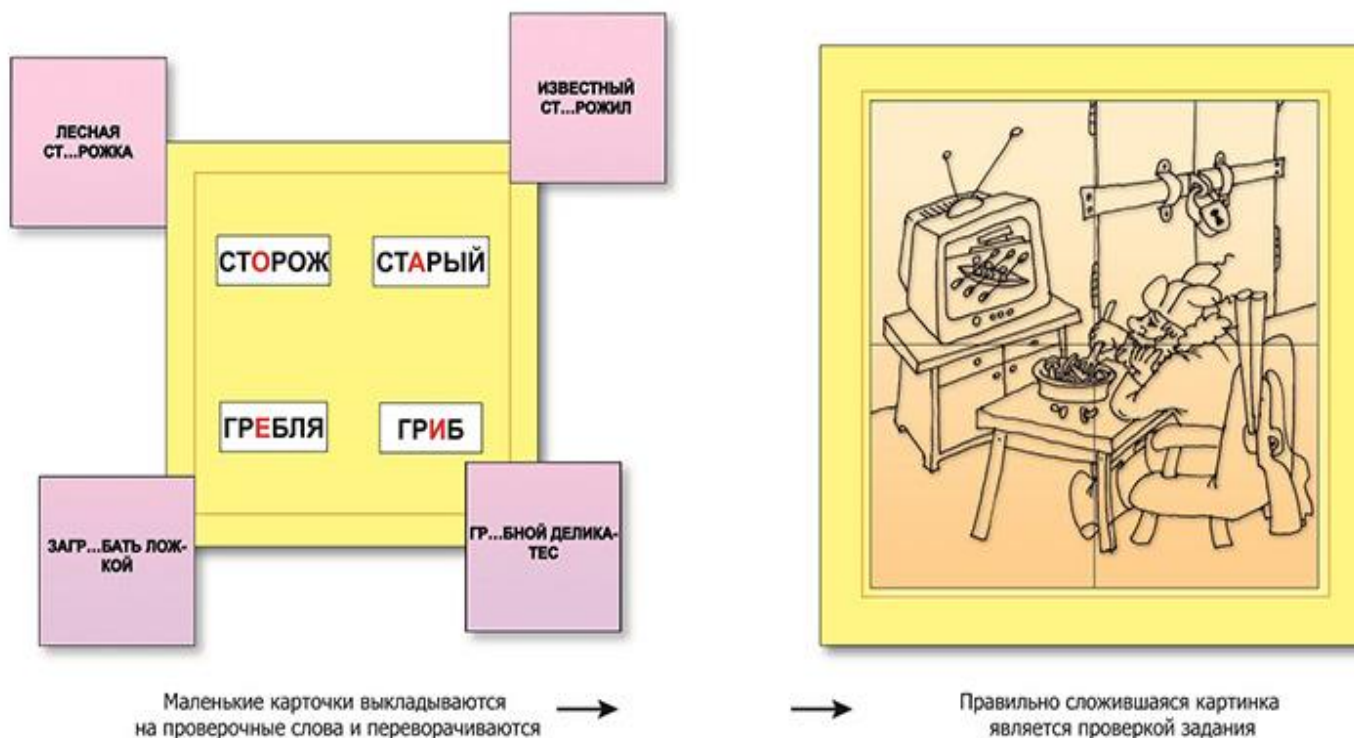 ЛЕСНАЯ
СТ...РОЖКА
ИЗВЕСТНЫЙ
СТ...РОЖИЛ
СТОРОЖ
СТАРЫЙ
ГРЕБЛЯ
ГРИБ
ЗАГР...БАТЬ ЛОЖ-
КОЙ
ГР...БНОЙ ДЕЛИКА-
ТЕС
Маленькие карточки выкладываются
на проверочные слова и переворачиваются
Правильно сложившаяся картинка
является проверкой задания